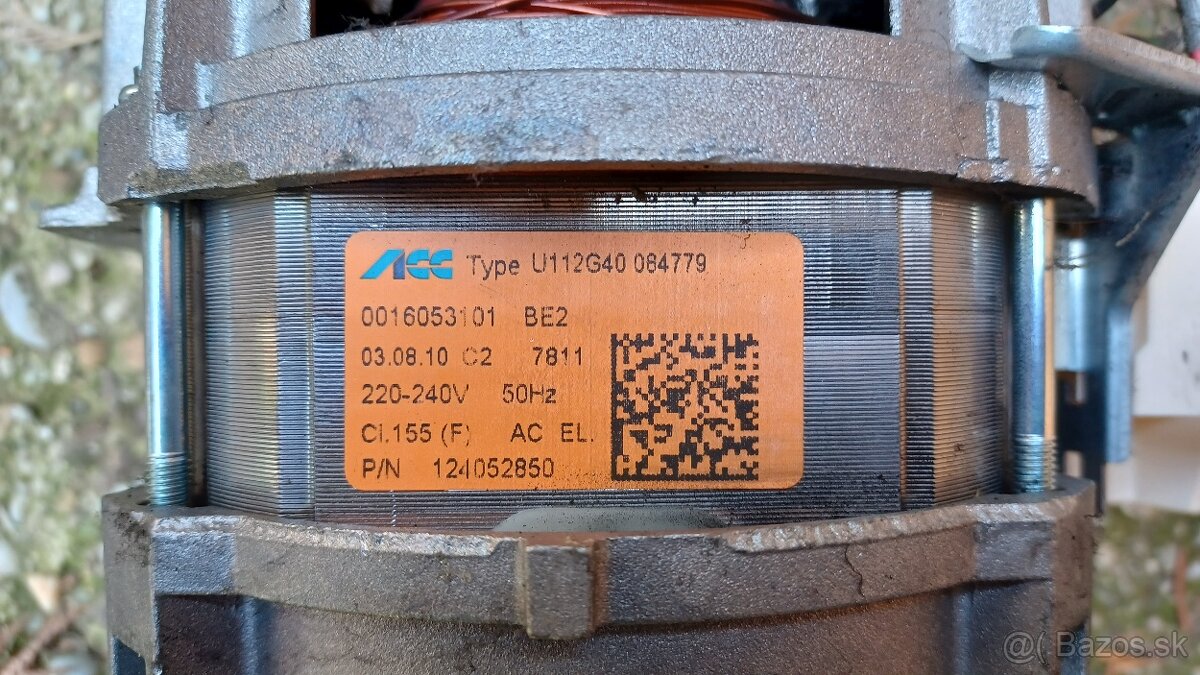 ACC Type U112G40 084779
0016053101 BE2
03.08.10 C2 7811
220-240V 50Hz
Cl.155 (F) AC EL.
P/N 124052850
@( Bazos.sk